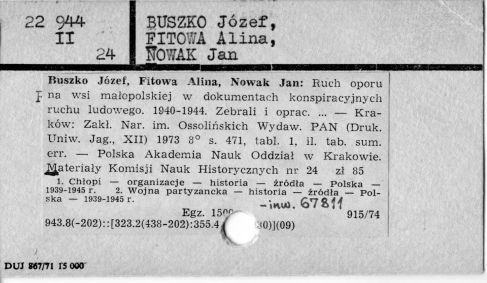 22 944
II
24
BUSZKO Józef,
FITOWA Alina,
NOWAK Jan
Buszko Józef, Fitowa Alina, Nowak Jan: Ruch oporu
na wsi małopolskiej w dokumentach konspiracyjnych
F
ruchu ludowego. 1940-1944. Zebrali i oprac. ... — Kra-
ków: Zakł. Nar. im. Ossolińskich Wydaw. PAN (Druk.
Uniw. Jag., XII) 1973 8° s. 471, tabl. 1, il. tab. sum.
err. — Polska Akademia Nauk Oddział w Krakowie.
Materiały Komisji Nauk Historycznych nr 24 zł 85
1. Chłopi — organizacje — historia — źródła — Polska —
1939-1945 r. 2. Wojna partyzancka — historia — źródła — Pol-
ska — 1939-1945 r.
Egz. 1500 —inw. 67811 915/74
943.8(-202)::[323.2(438-202):355.4 30)](09)
DUJ 867/71 15 000